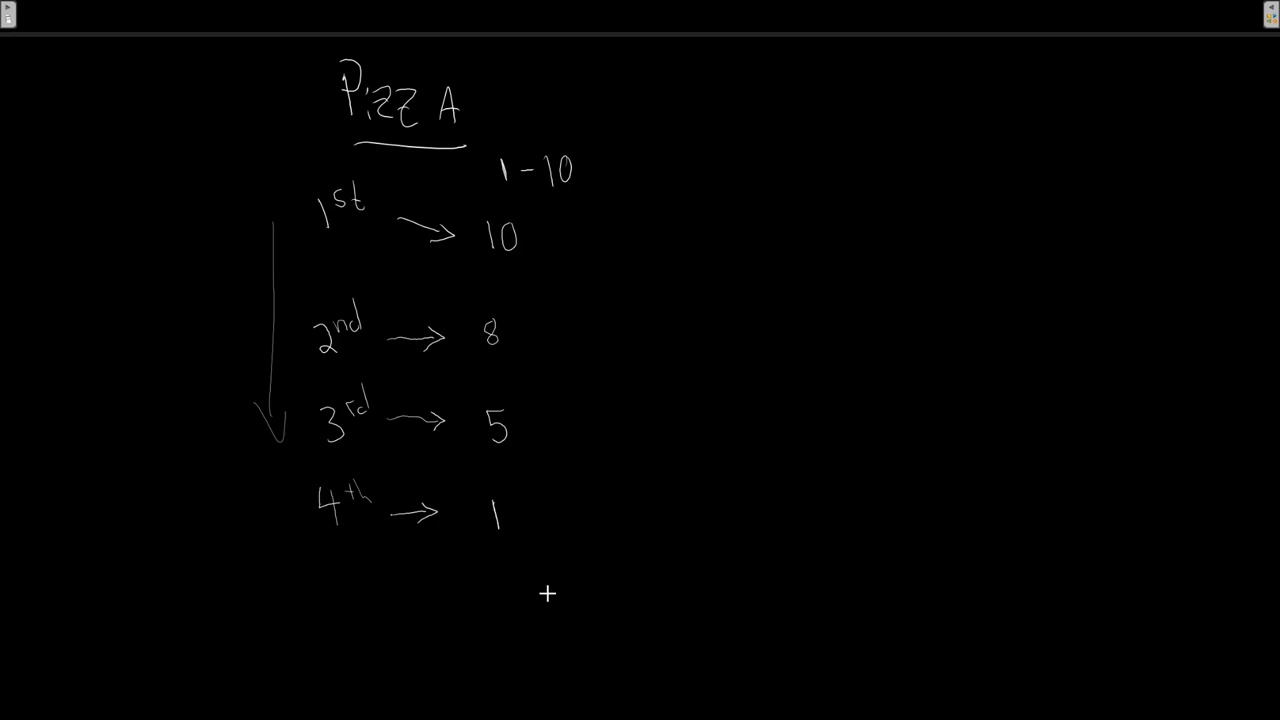 PizzA
1-10
1st → 10
2nd → 8
3rd → 5
4th → 1